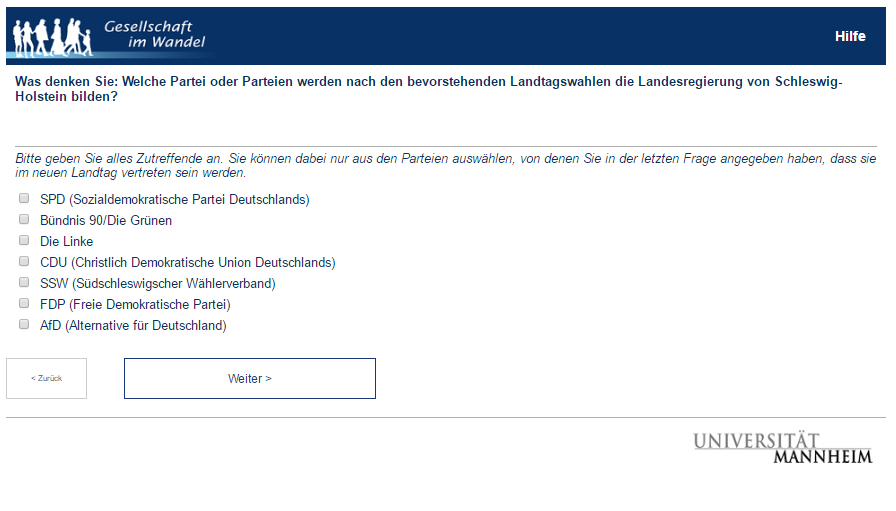 Gesellschaft
im Wandel
Hilfe
Was denken Sie: Welche Partei oder Parteien werden nach den bevorstehenden Landtagswahlen die Landesregierung von Schleswig-
Holstein bilden?
Bitte geben Sie alles Zutreffende an. Sie können dabei nur aus den Parteien auswählen, von denen Sie in der letzten Frage angegeben haben, dass sie
im neuen Landtag vertreten sein werden.
SPD (Sozialdemokratische Partei Deutschlands)
Bündnis 90/Die Grünen
Die Linke
CDU (Christlich Demokratische Union Deutschlands)
SSW (Südschleswigscher Wählerverband)
FDP (Freie Demokratische Partei)
AfD (Alternative für Deutschland)
< Zurück
Weiter >
UNIVERSITÄT
MANNHEIM